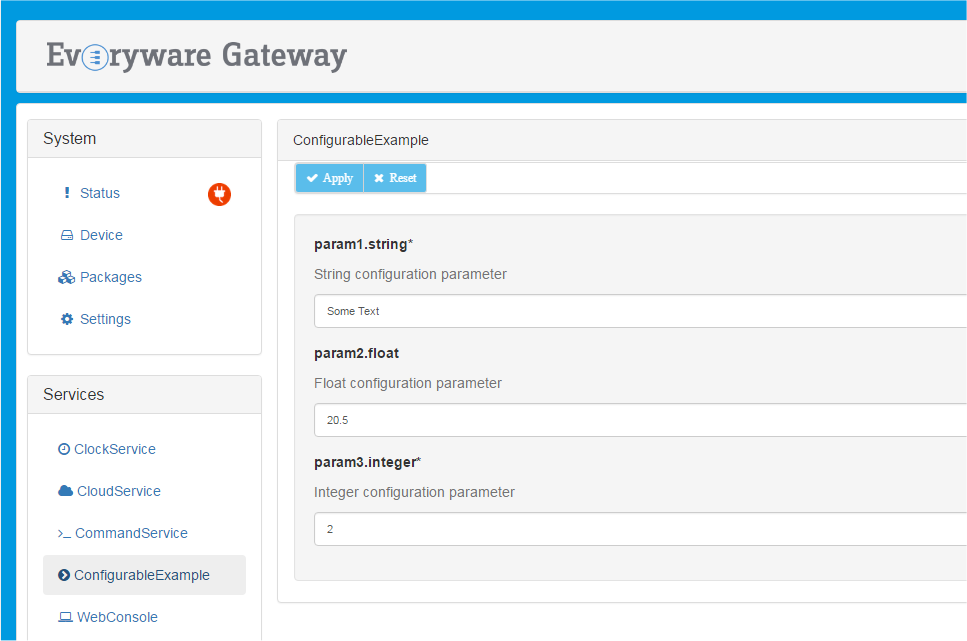 Everyware Gateway
System
Status
Device
Packages
Settings
Services
ClockService
CloudService
CommandService
ConfigurableExample
WebConsole
ConfigurableExample
Apply Reset
param1.string*
String configuration parameter
Some Text
param2.float
Float configuration parameter
20.5
param3.integer*
Integer configuration parameter
2